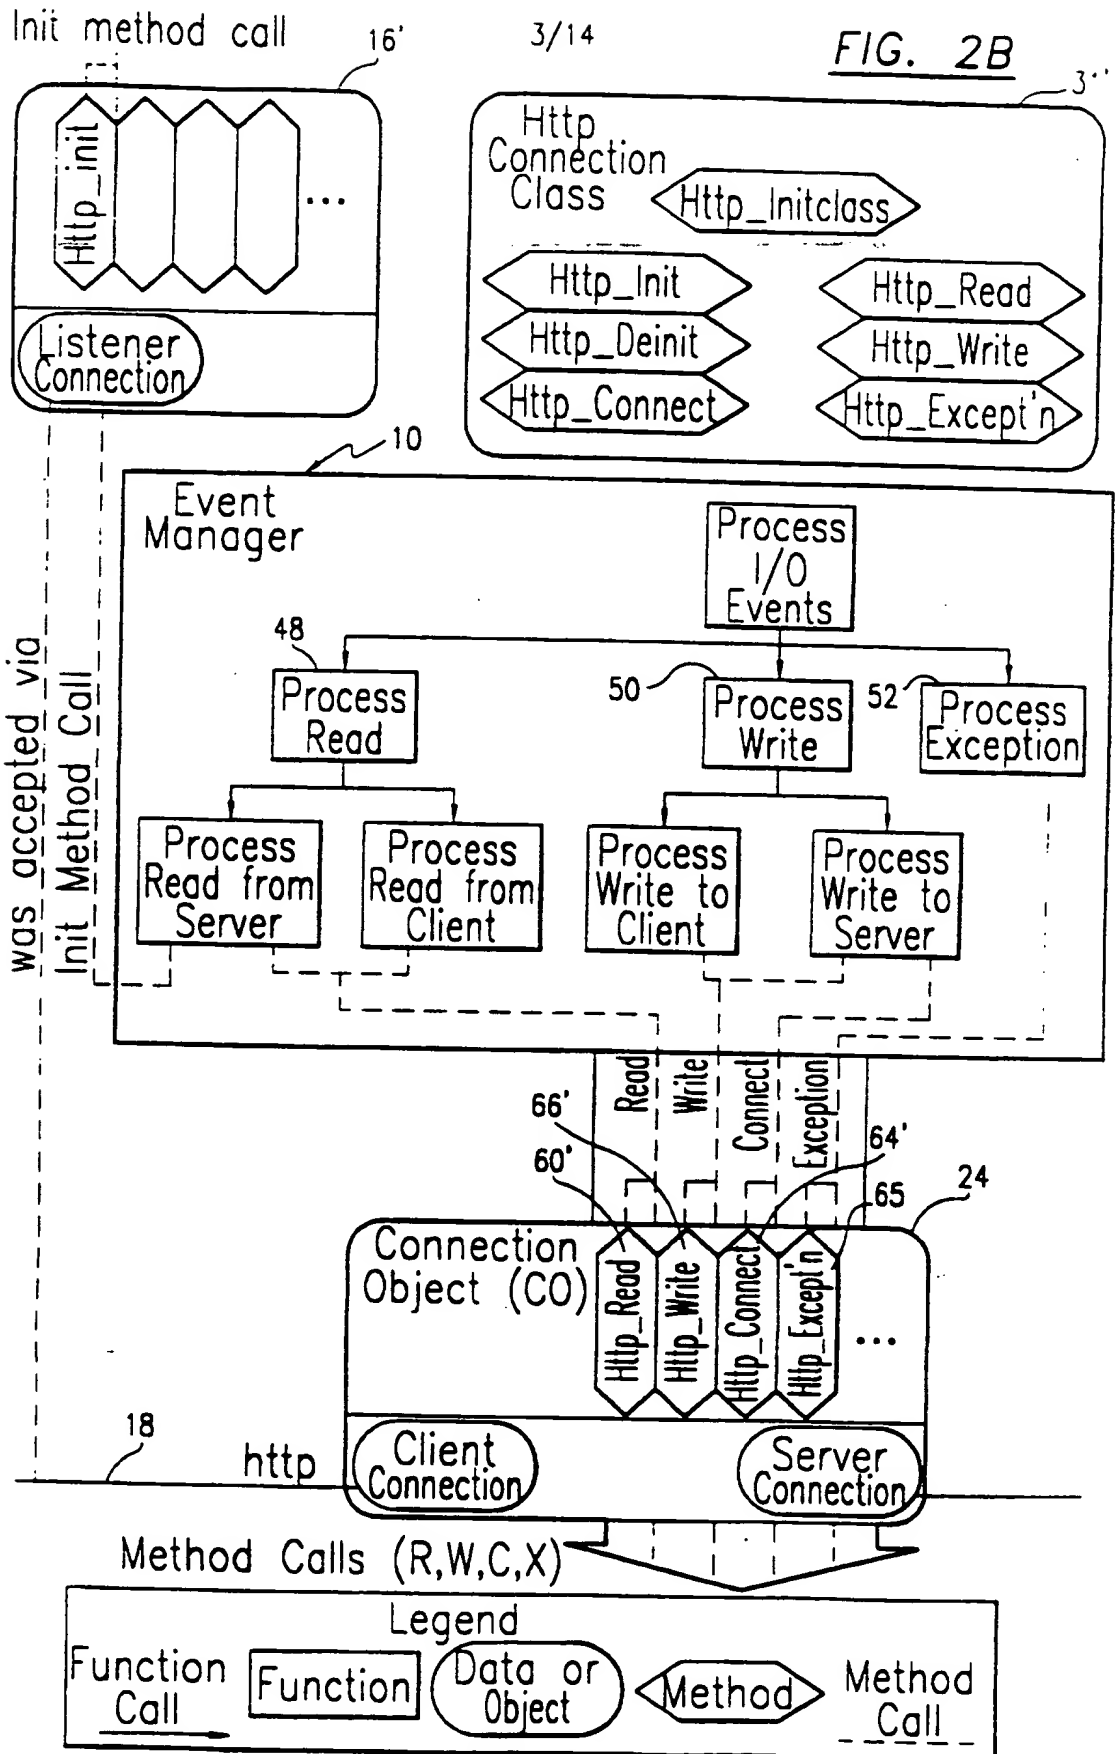 Init method call
16'
3/14
FIG. 2B
3''
Http_init
...
Listener
Connection
Http
Connection
Class
Http_Initclass
Http_Init
Http_Deinit
Http_Connect
Http_Read
Http_Write
Http_Except'n
10
Event
Manager
Process
I/O
Events
48
Process
Read
50
Process
Write
52
Process
Exception
Process
Read from
Server
Process
Read from
Client
Process
Write to
Client
Process
Write to
Server
was accepted via
Init Method Call
Read
Write
Connect
Exception
66'
60'
64'
65
24
Connection
Object (CO)
Http_Read
Http_Write
Http_Connect
Http_Except'n
...
18
http
Client
Connection
Server
Connection
Method Calls (R,W,C,X)
Legend
Function
Call
Function
Data or
Object
Method
Method
Call